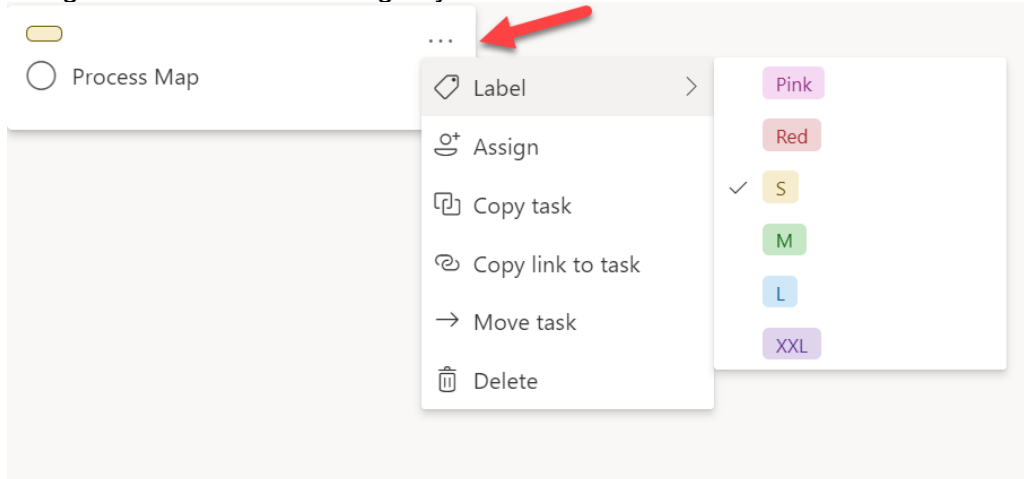 ...
Process Map
Label
Assign
Copy task
Copy link to task
Move task
Delete
Pink
Red
S
M
L
XXL